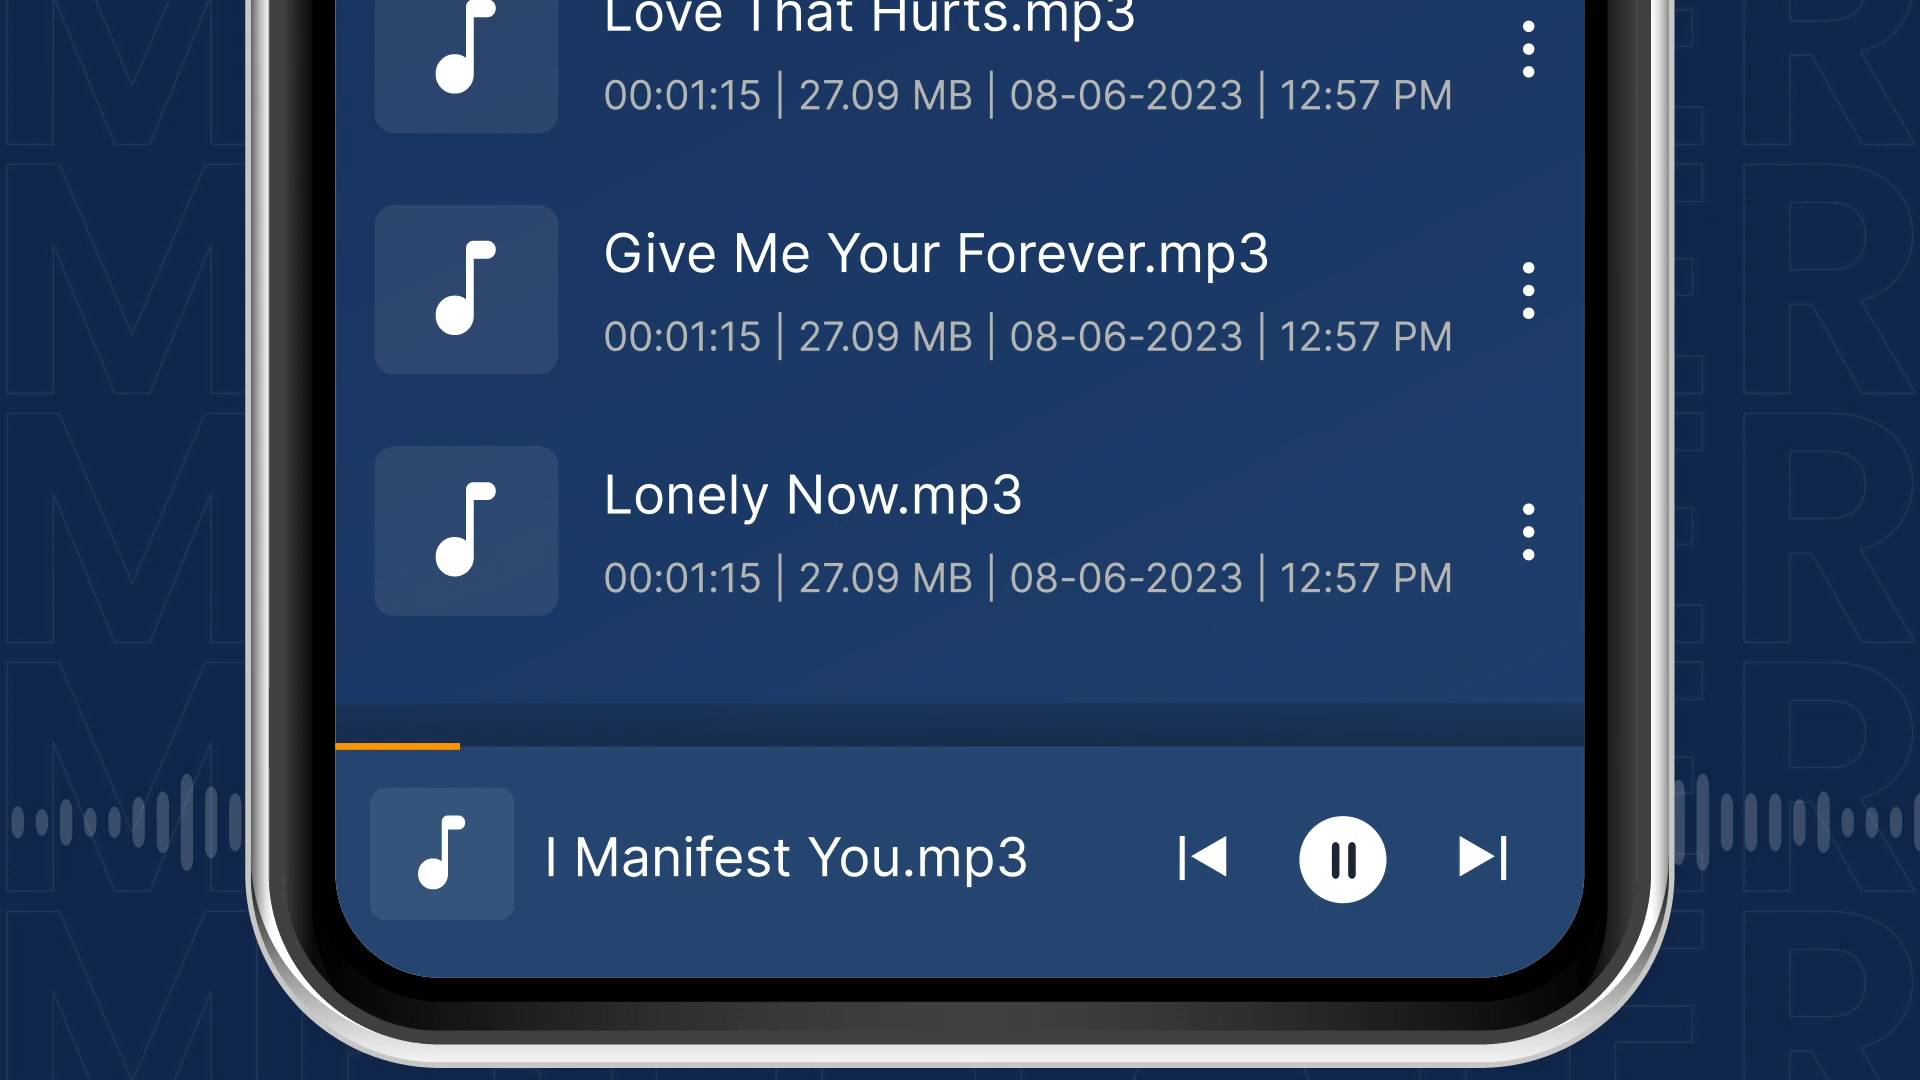 Love That Hurts.mp3
00:01:15 | 27.09 MB | 08-06-2023 | 12:57 PM
Give Me Your Forever.mp3
00:01:15 | 27.09 MB | 08-06-2023 | 12:57 PM
Lonely Now.mp3
00:01:15 | 27.09 MB | 08-06-2023 | 12:57 PM
I Manifest You.mp3